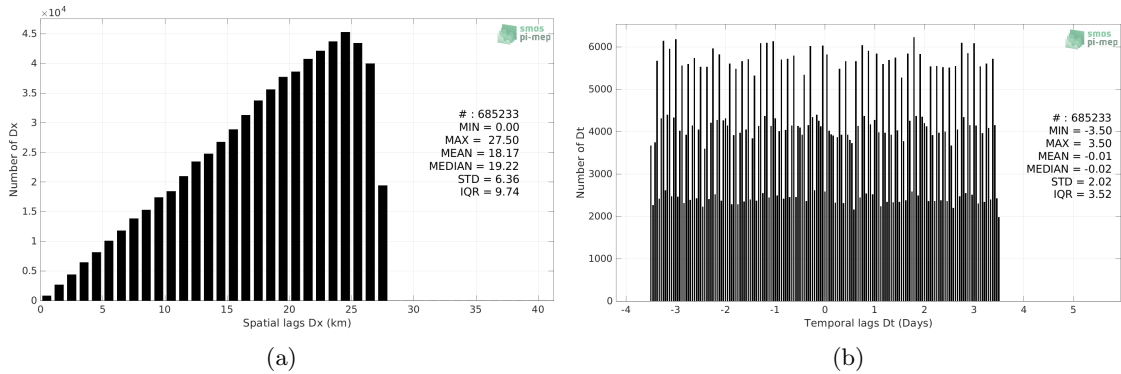 ×10⁴
4.5
4
3.5
3
2.5
2
1.5
1
0.5
0
Number of Dx
0 5 10 15 20 25 30 35 40
Spatial lags Dx (km)
smos
pi-mep
# : 685233
MIN = 0.00
MAX = 27.50
MEAN = 18.17
MEDIAN = 19.22
STD = 6.36
IQR = 9.74
(a)
6000
5000
4000
3000
2000
1000
0
Number of Dt
-4 -3 -2 -1 0 1 2 3 4 5
Temporal lags Dt (Days)
smos
pi-mep
# : 685233
MIN = -3.50
MAX = 3.50
MEAN = -0.01
MEDIAN = -0.02
STD = 2.02
IQR = 3.52
(b)